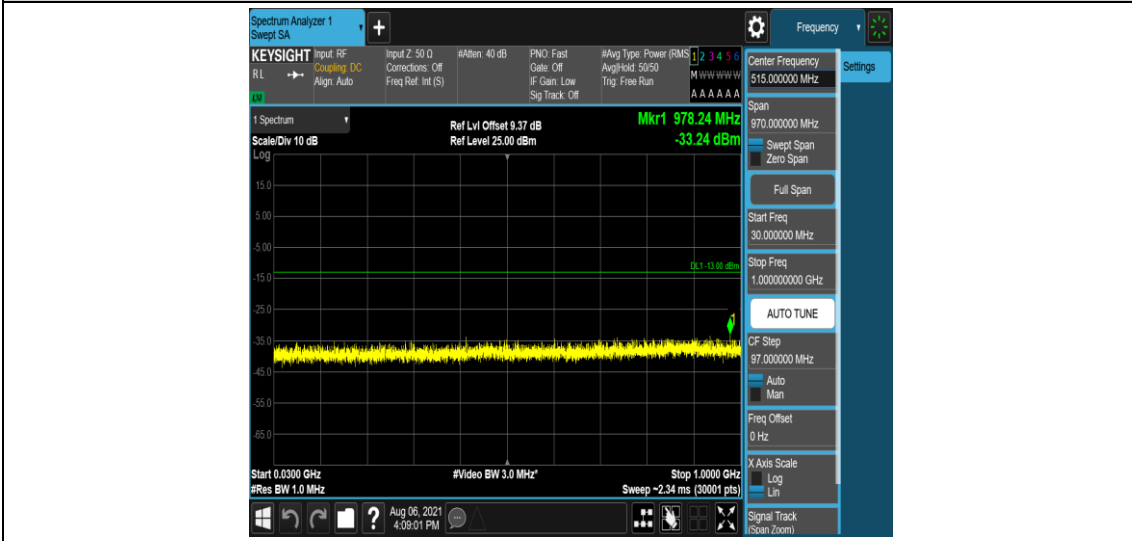 Spectrum Analyzer 1
Swept SA
Frequency
KEYSIGHT
RL
Input: RF
Coupling: DC
Align: Auto
Input Z: 50 Ω
Corrections: Off
Freq Ref: Int (S)
#Atten: 40 dB
PNO: Fast
Gate: Off
IF Gain: Low
Sig Track: Off
#Avg Type: Power (RMS
Avg|Hold: 50/50
Trig: Free Run
1 2 3 4 5 6
M W W W W W
A A A A A A
1 Spectrum
Scale/Div 10 dB
Log
Ref Lvl Offset 9.37 dB
Ref Level 25.00 dBm
Mkr1 978.24 MHz
-33.24 dBm
15.0
5.00
-5.00
-15.0
-25.0
-35.0
-45.0
-55.0
-65.0
DL1 -13.00 dBm
1
Start 0.0300 GHz
#Res BW 1.0 MHz
#Video BW 3.0 MHz*
Stop 1.0000 GHz
Sweep ~2.34 ms (30001 pts)
Aug 06, 2021
4:09:01 PM
Center Frequency
515.000000 MHz
Settings
Span
970.000000 MHz
Swept Span
Zero Span
Full Span
Start Freq
30.000000 MHz
Stop Freq
1.000000000 GHz
AUTO TUNE
CF Step
97.000000 MHz
Auto
Man
Freq Offset
0 Hz
X Axis Scale
Log
Lin
Signal Track
(Span Zoom)